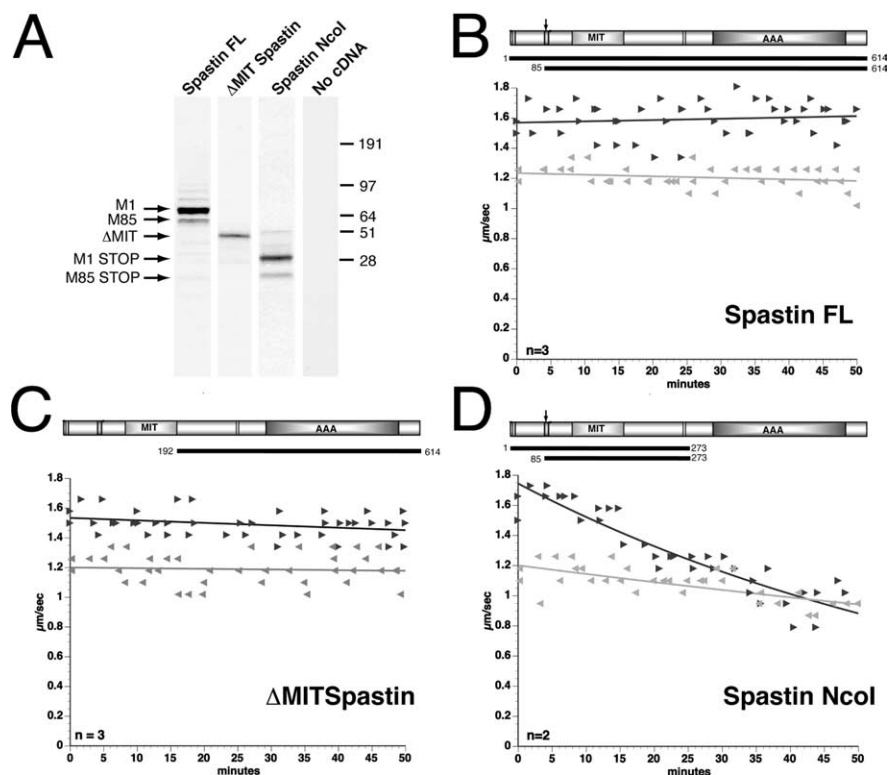 A
Spastin FL
ΔMIT Spastin
Spastin NcoI
No cDNA
191
97
64
51
28
M1
M85
ΔMIT
M1 STOP
M85 STOP
B
MIT
AAA
1
614
85
614
1.8
1.6
1.4
1.2
1
0.8
0.6
0.4
0.2
0
µm/sec
Spastin FL
n=3
0 5 10 15 20 25 30 35 40 45 50
minutes
C
MIT
AAA
192
614
1.8
1.6
1.4
1.2
1
0.8
0.6
0.4
0.2
0
µm/sec
ΔMITSpastin
n = 3
0 5 10 15 20 25 30 35 40 45 50
minutes
D
MIT
AAA
1
273
85
273
1.8
1.6
1.4
1.2
1
0.8
0.6
0.4
0.2
0
µm/sec
Spastin NcoI
n=2
0 5 10 15 20 25 30 35 40 45 50
minutes